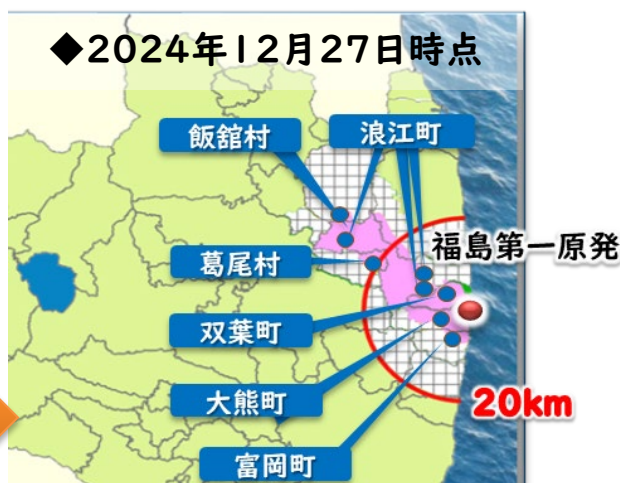 ◆2024年12月27日時点
飯舘村
浪江町
福島第一原発
葛尾村
双葉町
大熊町
20km
富岡町